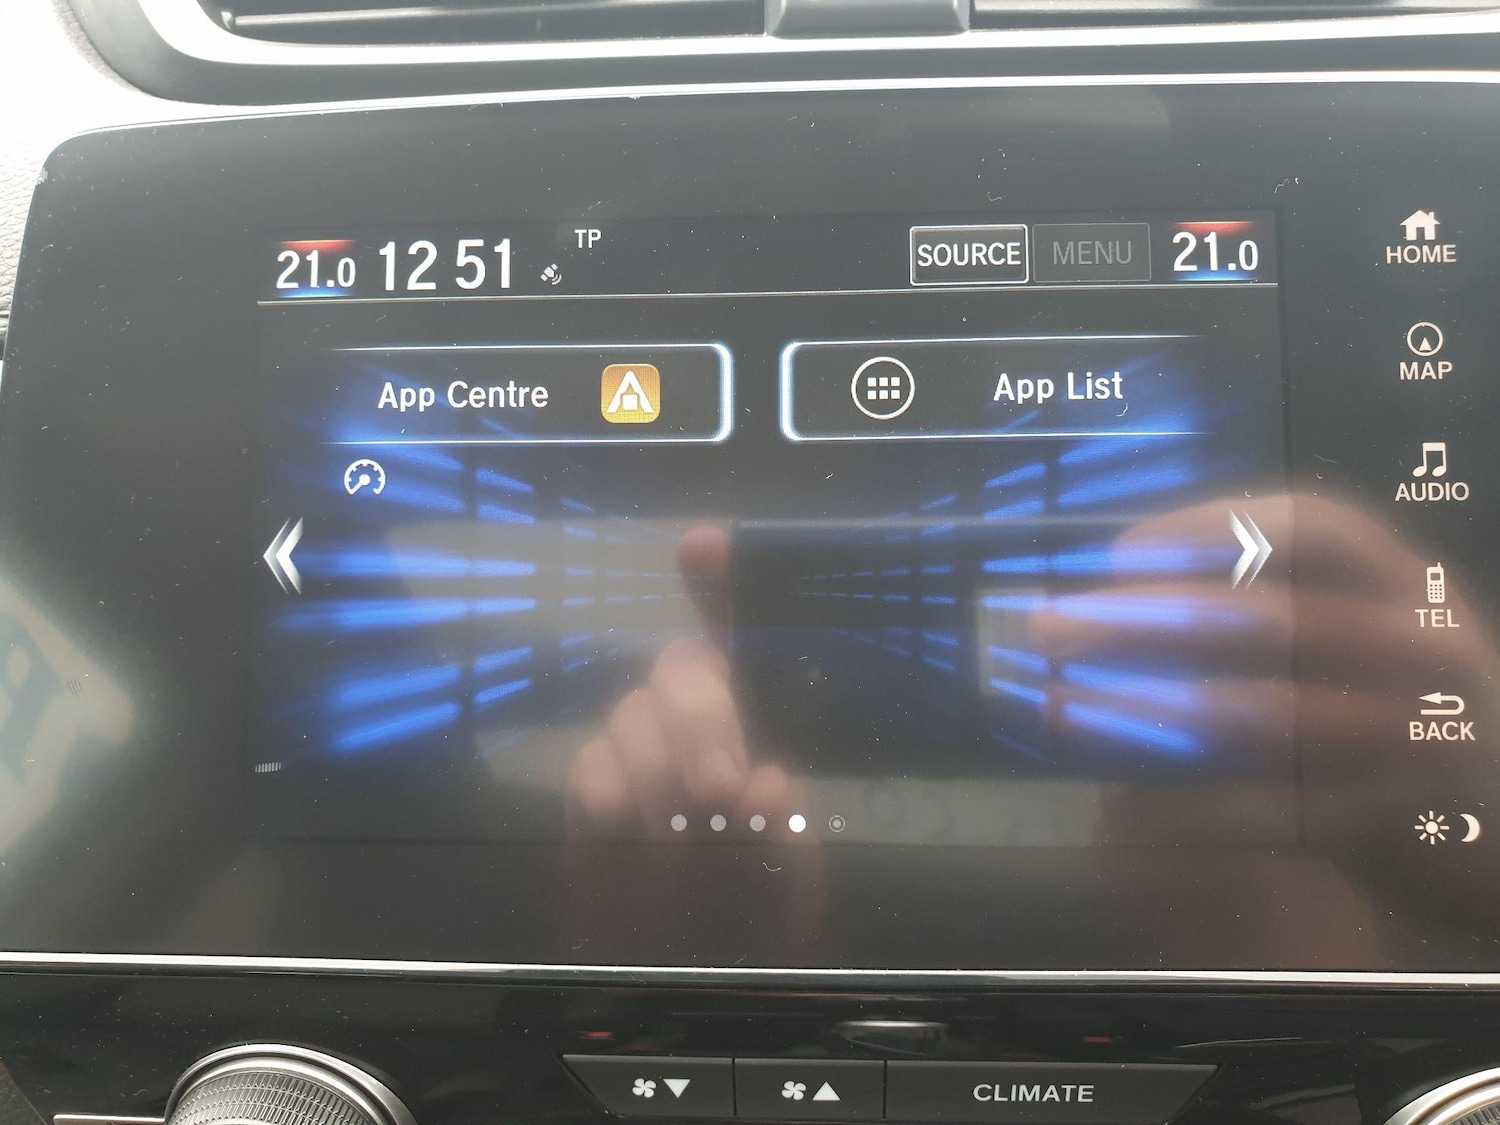 21.0 12 51 TP SOURCE MENU 21.0
App Centre
App List
HOME
MAP
AUDIO
TEL
BACK
CLIMATE